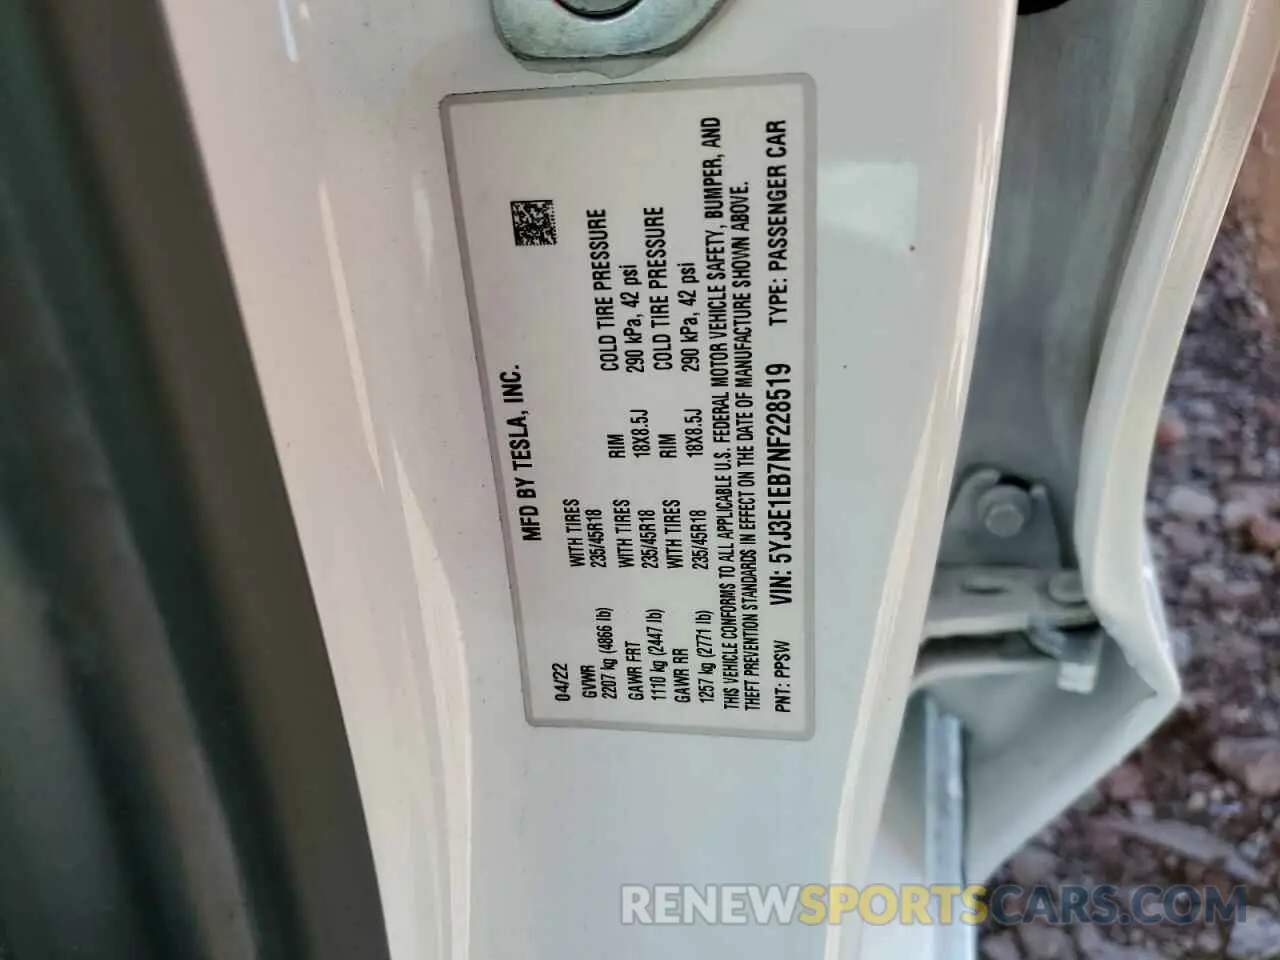 MFD BY TESLA, INC.
04/22
GVWR WITH TIRES RIM COLD TIRE PRESSURE
2207 kg (4866 lb) 235/45R18 18X8.5J 290 kPa, 42 psi
GAWR FRT WITH TIRES RIM COLD TIRE PRESSURE
1110 kg (2447 lb) 235/45R18 18X8.5J 290 kPa, 42 psi
GAWR RR WITH TIRES
1257 kg (2771 lb) 235/45R18
THIS VEHICLE CONFORMS TO ALL APPLICABLE U.S. FEDERAL MOTOR VEHICLE SAFETY, BUMPER, AND
THEFT PREVENTION STANDARDS IN EFFECT ON THE DATE OF MANUFACTURE SHOWN ABOVE.
PNT: PPSW VIN: 5YJ3E1EB7NF228519 TYPE: PASSENGER CAR
RENEWSPORTSCARS.COM